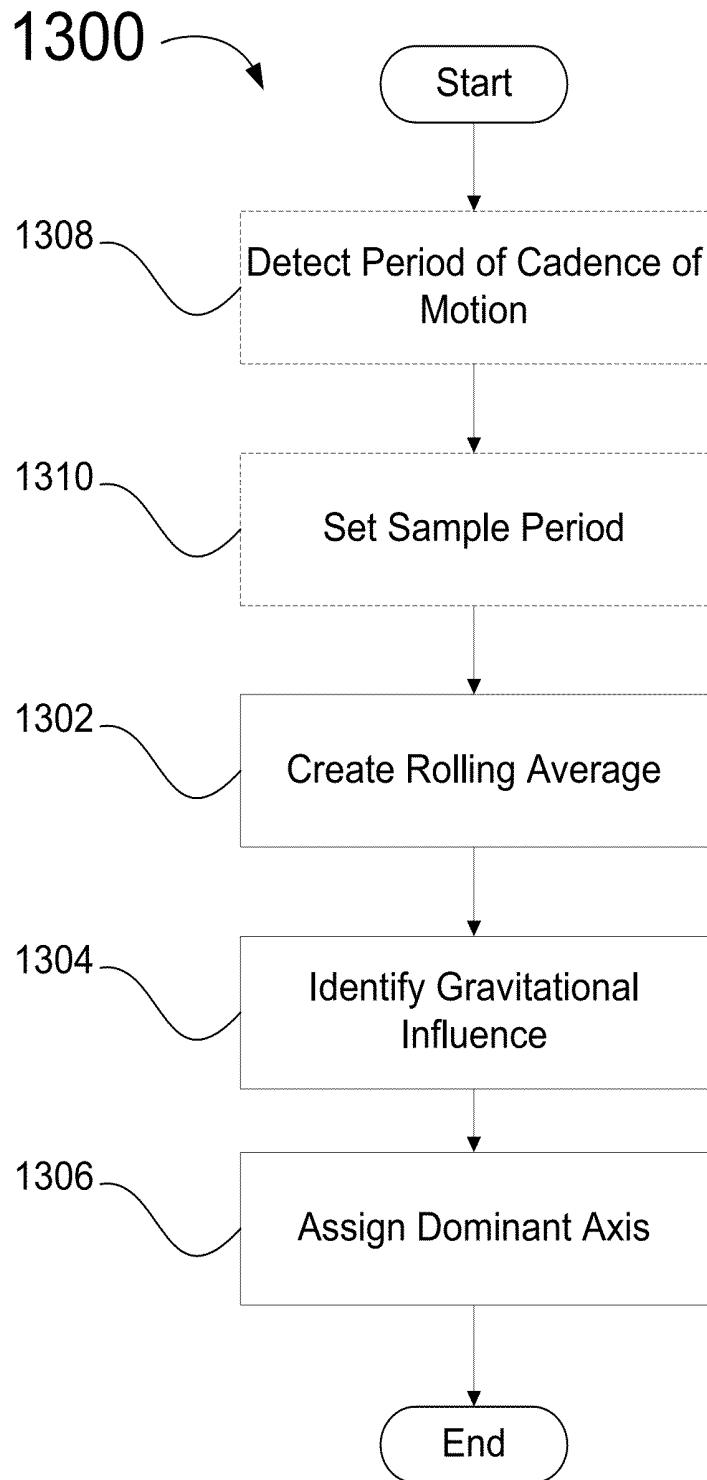 1300
Start
1308
Detect Period of Cadence of
Motion
1310
Set Sample Period
1302
Create Rolling Average
1304
Identify Gravitational
Influence
1306
Assign Dominant Axis
End